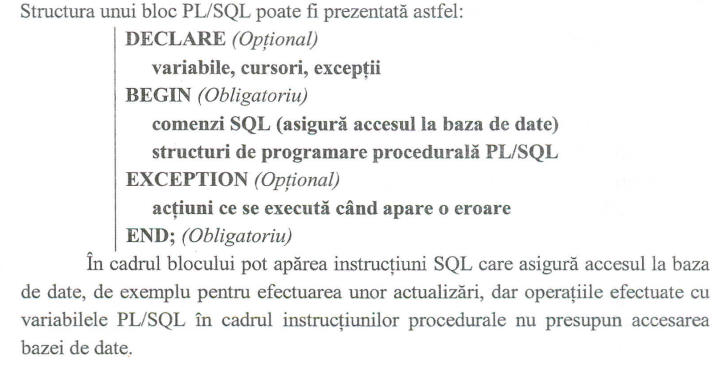 Structura unui bloc PL/SQL poate fi prezentată astfel:
DECLARE (Opțional)
variabile, cursori, excepții
BEGIN (Obligatoriu)
comenzi SQL (asigură accesul la baza de date)
structuri de programare procedurală PL/SQL
EXCEPTION (Opțional)
acțiuni ce se execută când apare o eroare
END; (Obligatoriu)
În cadrul blocului pot apărea instrucțiuni SQL care asigură accesul la baza
de date, de exemplu pentru efectuarea unor actualizări, dar operațiile efectuate cu
variabilele PL/SQL în cadrul instrucțiunilor procedurale nu presupun accesarea
bazei de date.